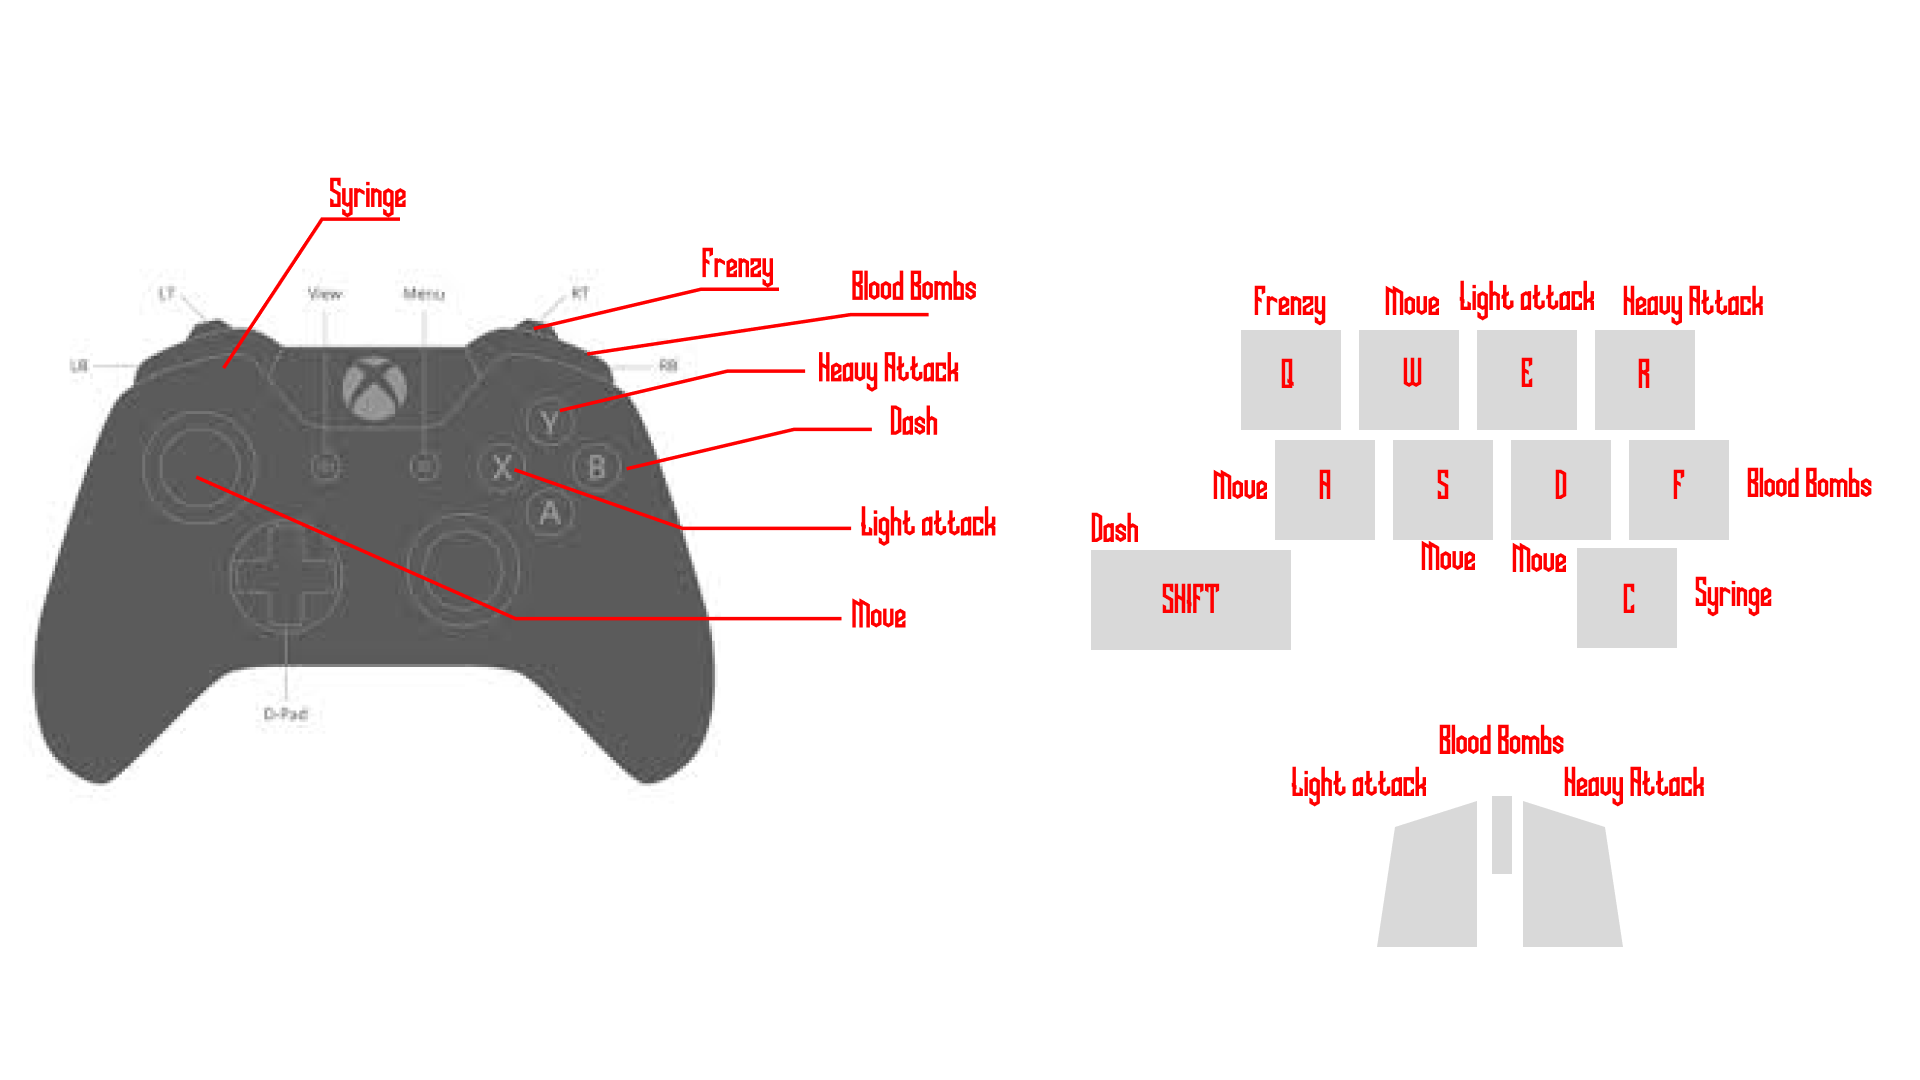 Syringe
Frenzy
Blood Bombs
LT
View
Menu
RT
LB
RB
Heavy Attack
Y
Dash
X
B
A
Light attack
Move
D-Pad
Frenzy
Move
Light attack
Heavy Attack
Q
W
E
R
Move
A
S
D
F
Blood Bombs
Dash
Move
Move
SHIFT
C
Syringe
Blood Bombs
Light attack
Heavy Attack